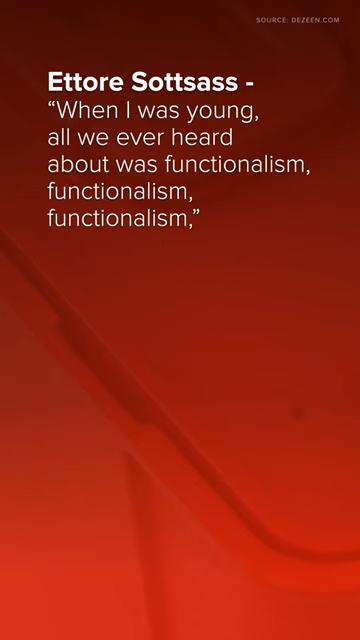 SOURCE: DEZEEN.COM
Ettore Sottsass -
“When I was young,
all we ever heard
about was functionalism,
functionalism,
functionalism,”